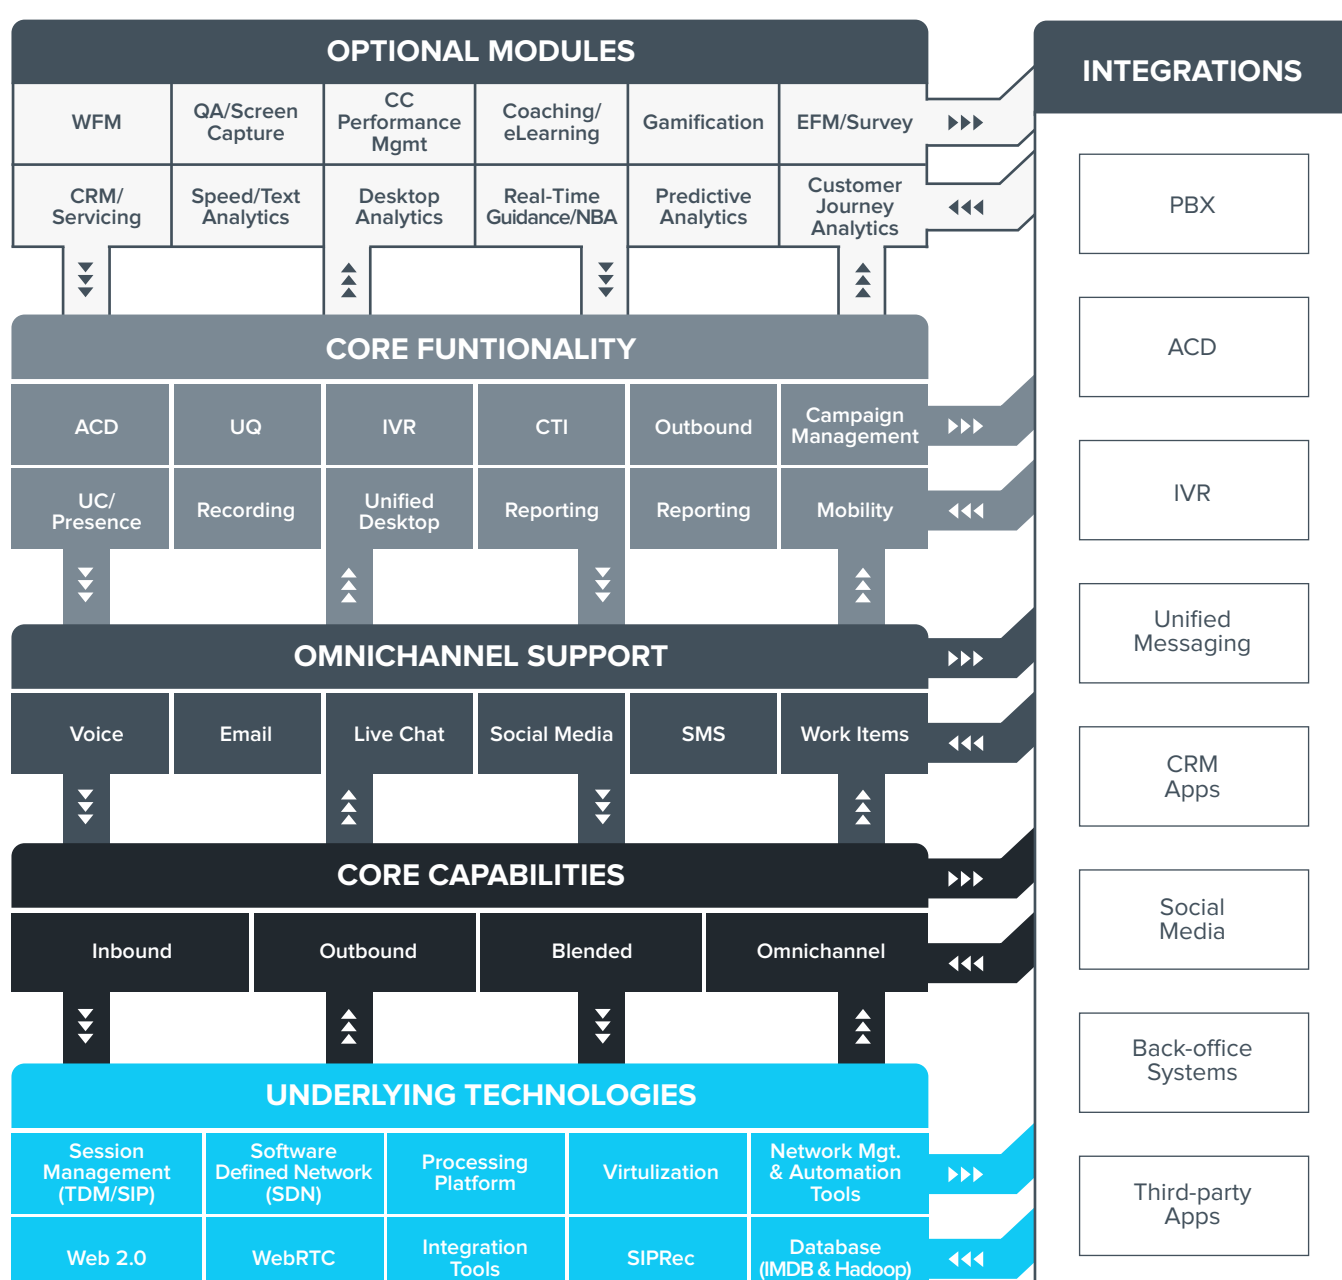 OPTIONAL MODULES
WFM
QA/Screen
Capture
CC
Performance
Mgmt
Coaching/
eLearning
Gamification
EFM/Survey
CRM/
Servicing
Speed/Text
Analytics
Desktop
Analytics
Real-Time
Guidance/NBA
Predictive
Analytics
Customer
Journey
Analytics
CORE FUNTIONALITY
ACD
UQ
IVR
CTI
Outbound
Campaign
Management
UC/
Presence
Recording
Unified
Desktop
Reporting
Reporting
Mobility
OMNICHANNEL SUPPORT
Voice
Email
Live Chat
Social Media
SMS
Work Items
CORE CAPABILITIES
Inbound
Outbound
Blended
Omnichannel
UNDERLYING TECHNOLOGIES
Session
Management
(TDM/SIP)
Software
Defined Network
(SDN)
Processing
Platform
Virtulization
Network Mgt.
& Automation
Tools
Web 2.0
WebRTC
Integration
Tools
SIPRec
Database
(IMDB & Hadoop)
INTEGRATIONS
PBX
ACD
IVR
Unified
Messaging
CRM
Apps
Social
Media
Back-office
Systems
Third-party
Apps